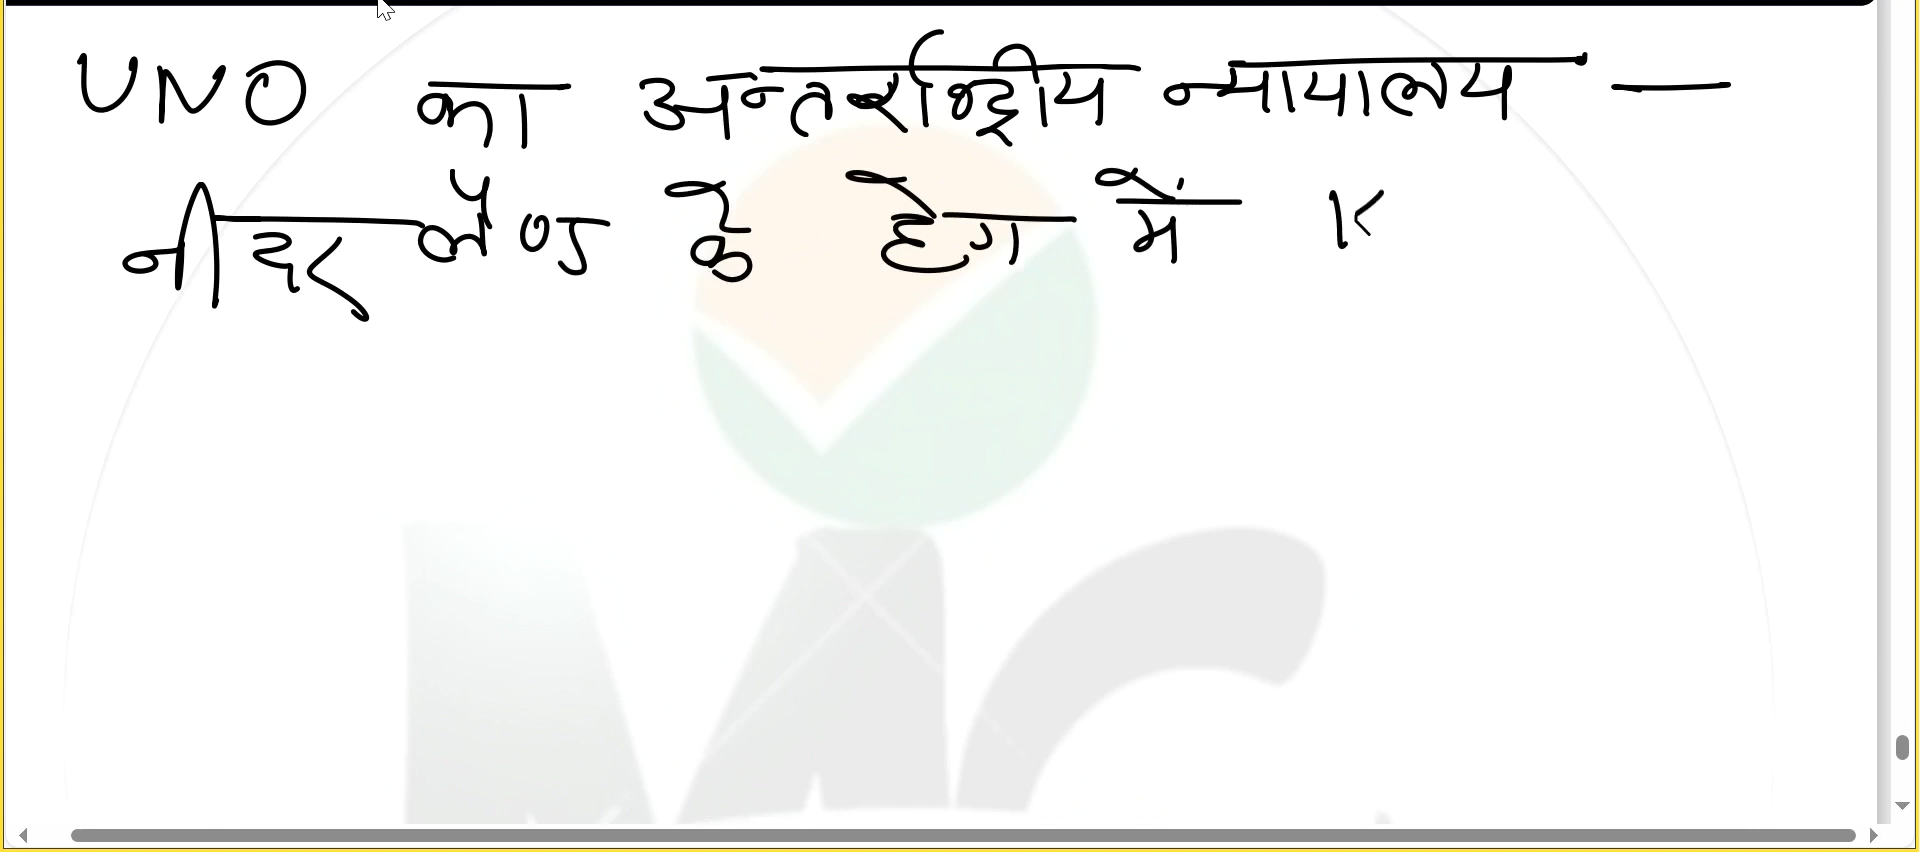 UNO का अन्तर्राष्ट्रीय न्यायालय —
नीदरलैण्ड के हेग में